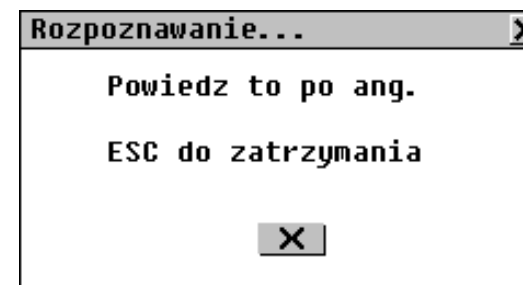 Rozpoznawanie...
Powiedz to po ang.
ESC do zatrzymania